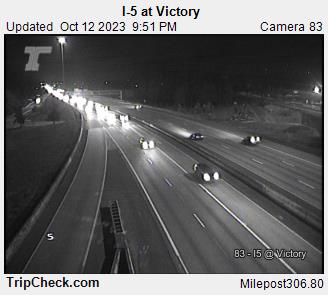 I-5 at Victory
Updated Oct 12 2023 9:51 PM Camera 83
T
S
83 - I5 @ Victory
TripCheck.com Milepost306.80